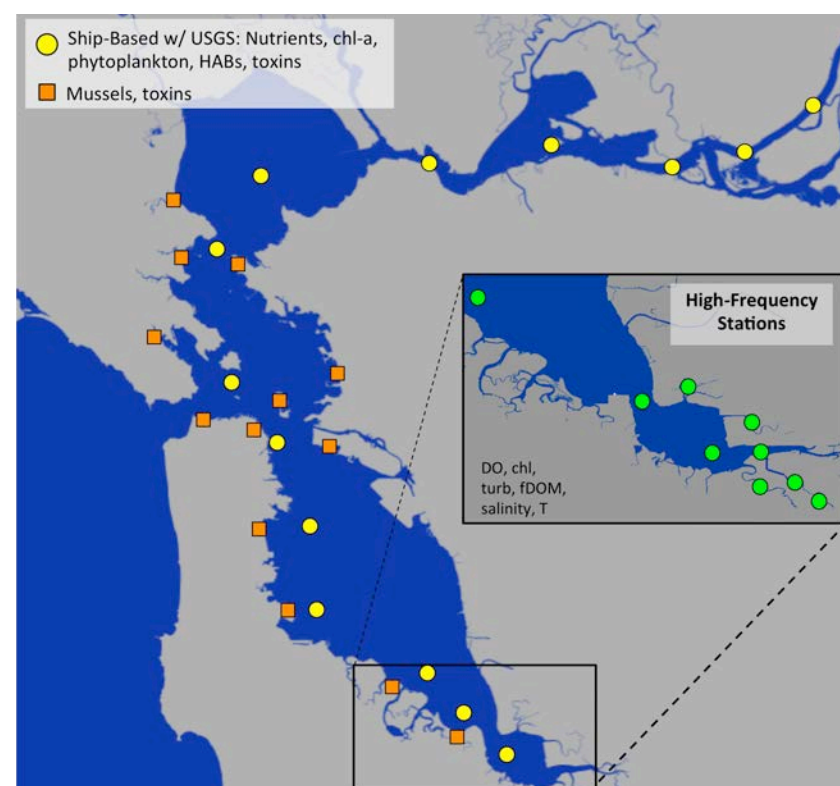 Ship-Based w/ USGS: Nutrients, chl-a,
phytoplankton, HABs, toxins
Mussels, toxins
High-Frequency
Stations
DO, chl,
turb, fDOM,
salinity, T